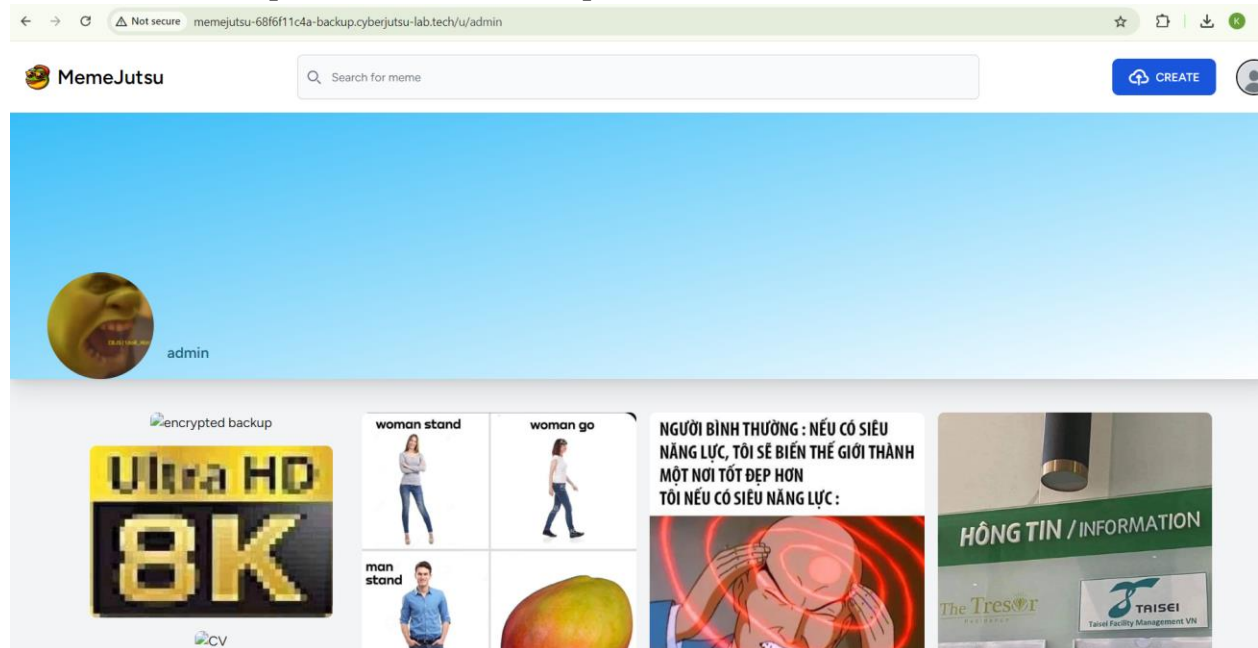 Not secure
memejutsu-68f6f11c4a-backup.cyberjutsu-lab.tech/u/admin
K
MemeJutsu
Search for meme
CREATE
admin
encrypted backup
Ultra HD
8K
CV
woman stand
woman go
man
stand
NGƯỜI BÌNH THƯỜNG : NẾU CÓ SIÊU
NĂNG LỰC, TÔI SẼ BIẾN THẾ GIỚI THÀNH
MỘT NƠI TỐT ĐẸP HƠN
TÔI NẾU CÓ SIÊU NĂNG LỰC :
HÔNG TIN / INFORMATION
The Tresor
Residence
TAISEI
Taisei Facility Management VN